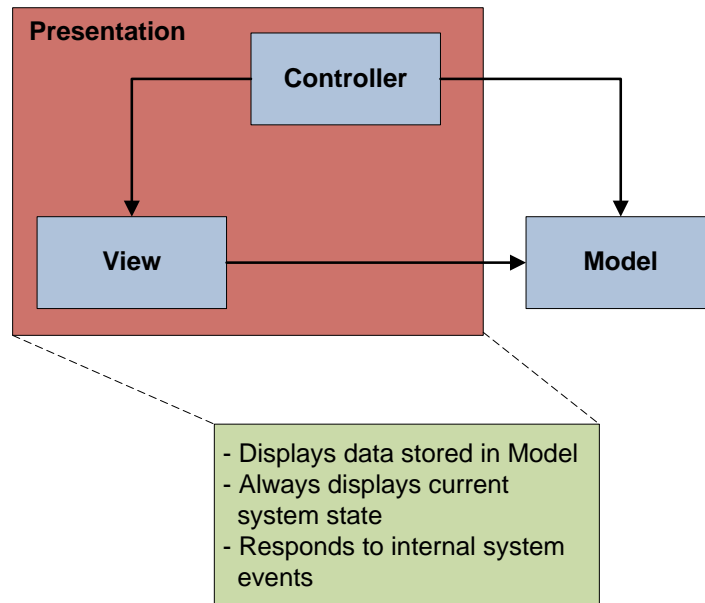 Presentation
Controller
View
Model
- Displays data stored in Model
- Always displays current
system state
- Responds to internal system
events